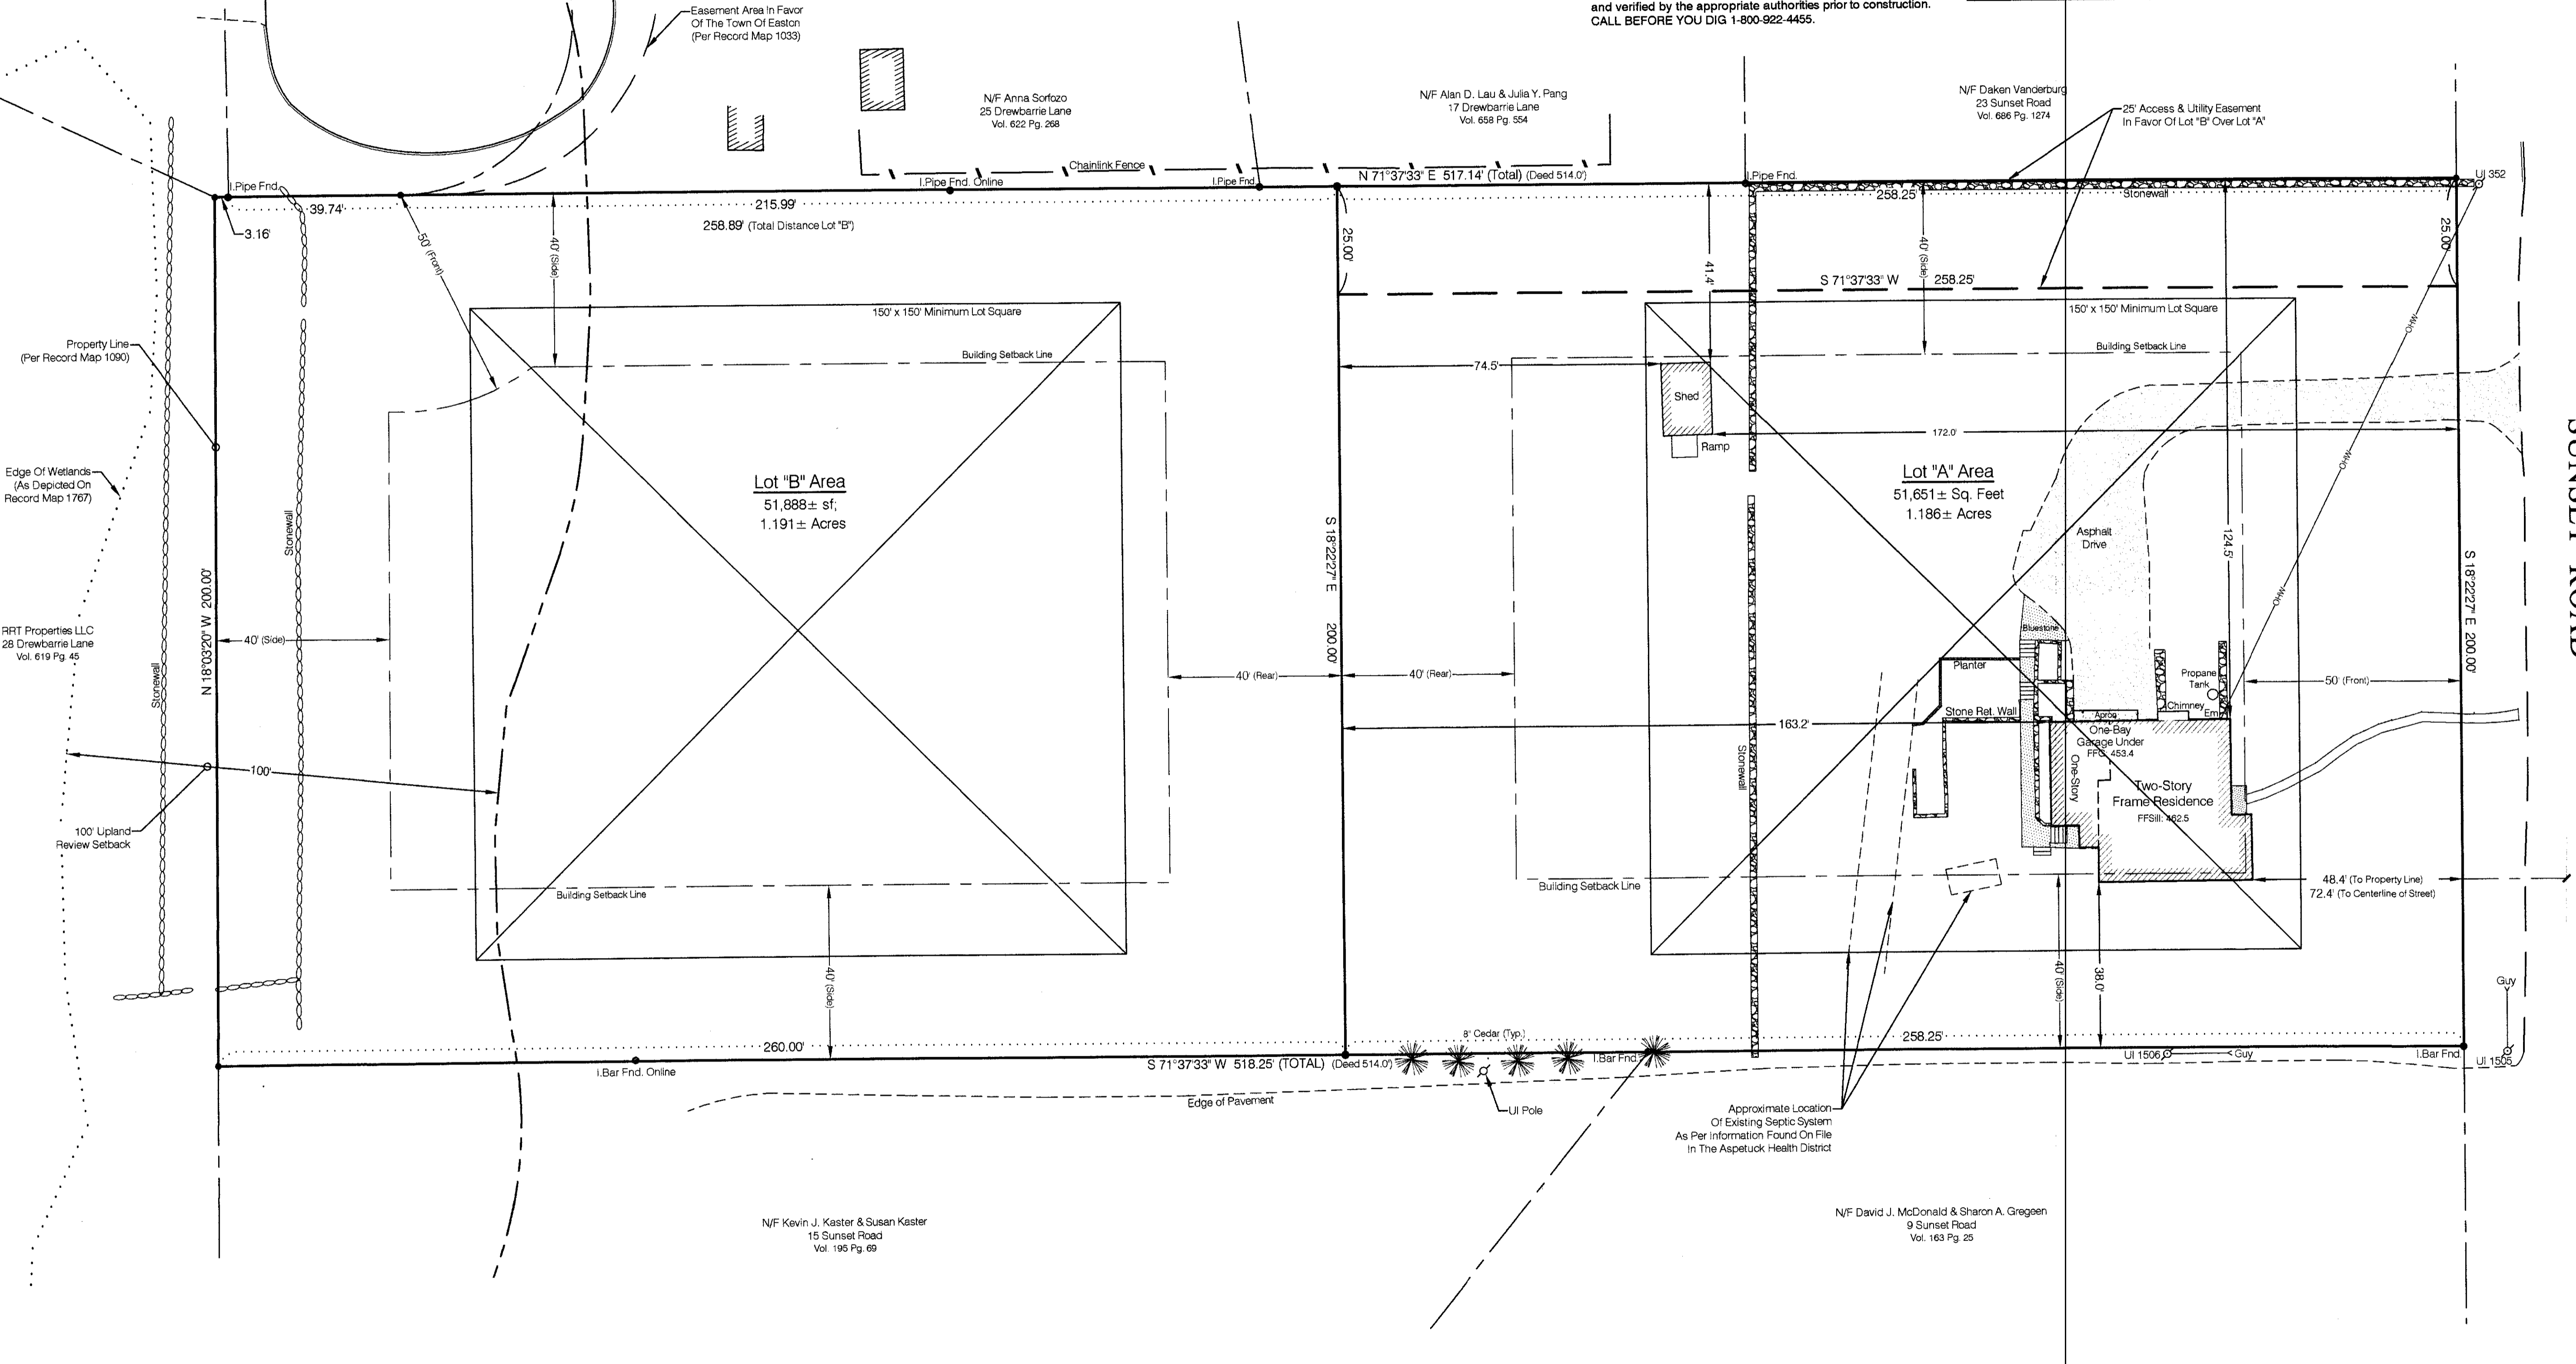 and verified by the appropriate authorities prior to construction.
CALL BEFORE YOU DIG 1-800-922-4455.
Easement Area In Favor
Of The Town Of Easton
(Per Record Map 1033)
N/F Anna Sorfozo
25 Drewbarrie Lane
Vol. 622 Pg. 268
N/F Alan D. Lau & Julia Y. Pang
17 Drewbarrie Lane
Vol. 658 Pg. 554
N/F Daken Vanderburg
23 Sunset Road
Vol. 686 Pg. 1274
25' Access & Utility Easement
In Favor Of Lot "B" Over Lot "A"
Chainlink Fence
I.Pipe Fnd.
I.Pipe Fnd. Online
I.Pipe Fnd.
N 71°37'33" E 517.14' (Total) (Deed 514.0')
I.Pipe Fnd.
UI 352
39.74'
215.99'
258.25'
Stonewall
3.16'
258.89' (Total Distance Lot "B")
50' (Front)
40' (Side)
25.00'
41.4'
40' (Side)
25.00'
S 71°37'33" W 258.25'
150' x 150' Minimum Lot Square
150' x 150' Minimum Lot Square
OHW
Property Line
(Per Record Map 1090)
Building Setback Line
Building Setback Line
74.5'
Shed
Ramp
172.0'
OHW
Edge Of Wetlands
(As Depicted On
Record Map 1767)
Lot "B" Area
51,888± sf;
1.191± Acres
Lot "A" Area
51,651± Sq. Feet
1.186± Acres
SUNSET ROAD
Stonewall
Asphalt
Drive
124.5'
S 18°22'27" E 200.00'
S 18°22'27" E 200.00'
N 18°03'20" W 200.00'
OHW
RRT Properties LLC
28 Drewbarrie Lane
Vol. 619 Pg. 45
40' (Side)
Stonewall
40' (Rear)
40' (Rear)
Bluestone
Planter
Propane
Tank
50' (Front)
Stone Ret. Wall
Chimney
Em
Apron
163.2'
One-Bay
Garage Under
FFG: 453.4
One-Story
Stonewall
100'
Two-Story
Frame Residence
FFSill: 462.5
100' Upland
Review Setback
Building Setback Line
Building Setback Line
48.4' (To Property Line)
72.4' (To Centerline of Street)
40' (Side)
40' (Side)
38.0'
Guy
260.00'
8" Cedar (Typ.)
258.25'
I.Bar Fnd. Online
S 71°37'33" W 518.25' (TOTAL) (Deed 514.0')
I.Bar Fnd.
UI 1506
Guy
I.Bar Fnd.
UI 1505
Edge of Pavement
UI Pole
Approximate Location
Of Existing Septic System
As Per Information Found On File
In The Aspetuck Health District
N/F Kevin J. Kaster & Susan Kaster
15 Sunset Road
Vol. 195 Pg. 69
N/F David J. McDonald & Sharon A. Gregeen
9 Sunset Road
Vol. 163 Pg. 25